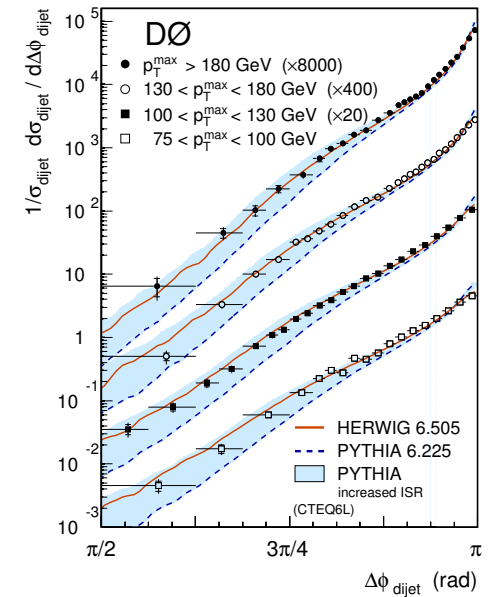 1/σ_dijet dσ_dijet / dΔϕ_dijet
10^5
10^4
10^3
10^2
10
1
10^-1
10^-2
10^-3
DØ
p_T^max > 180 GeV (×8000)
130 < p_T^max < 180 GeV (×400)
100 < p_T^max < 130 GeV (×20)
75 < p_T^max < 100 GeV
HERWIG 6.505
PYTHIA 6.225
PYTHIA
increased ISR
(CTEQ6L)
π/2 3π/4 π
Δϕ_dijet (rad)